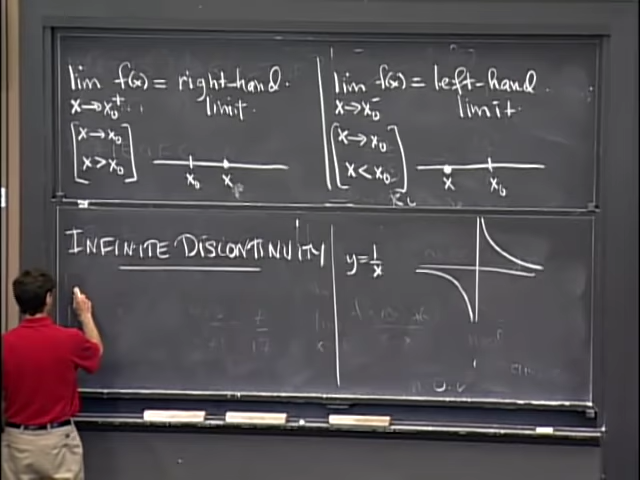 lim f(x) = right-hand
x→x₀⁺ limit.
[x→x₀
x>x₀]
x₀ x
lim f(x) = left-hand
x→x₀⁻ limit.
[x→x₀
x<x₀]
x x₀
INFINITE DISCONTINUITY
y=1/x